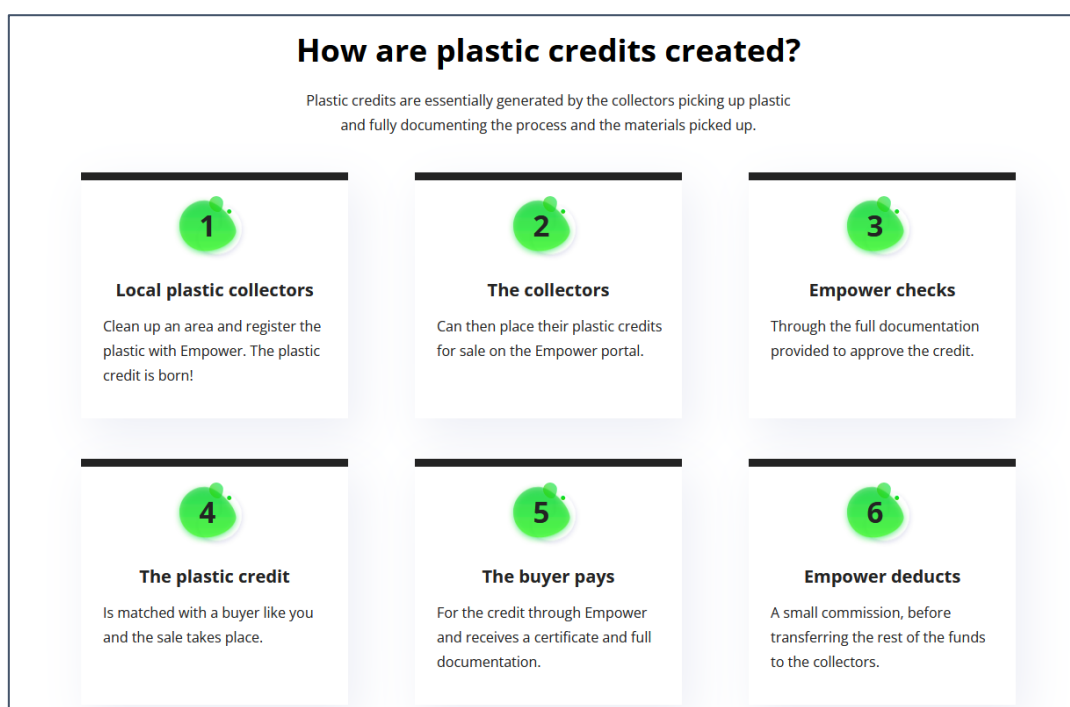 How are plastic credits created?
Plastic credits are essentially generated by the collectors picking up plastic
and fully documenting the process and the materials picked up.
1
Local plastic collectors
Clean up an area and register the
plastic with Empower. The plastic
credit is born!
2
The collectors
Can then place their plastic credits
for sale on the Empower portal.
3
Empower checks
Through the full documentation
provided to approve the credit.
4
The plastic credit
Is matched with a buyer like you
and the sale takes place.
5
The buyer pays
For the credit through Empower
and receives a certificate and full
documentation.
6
Empower deducts
A small commission, before
transferring the rest of the funds
to the collectors.